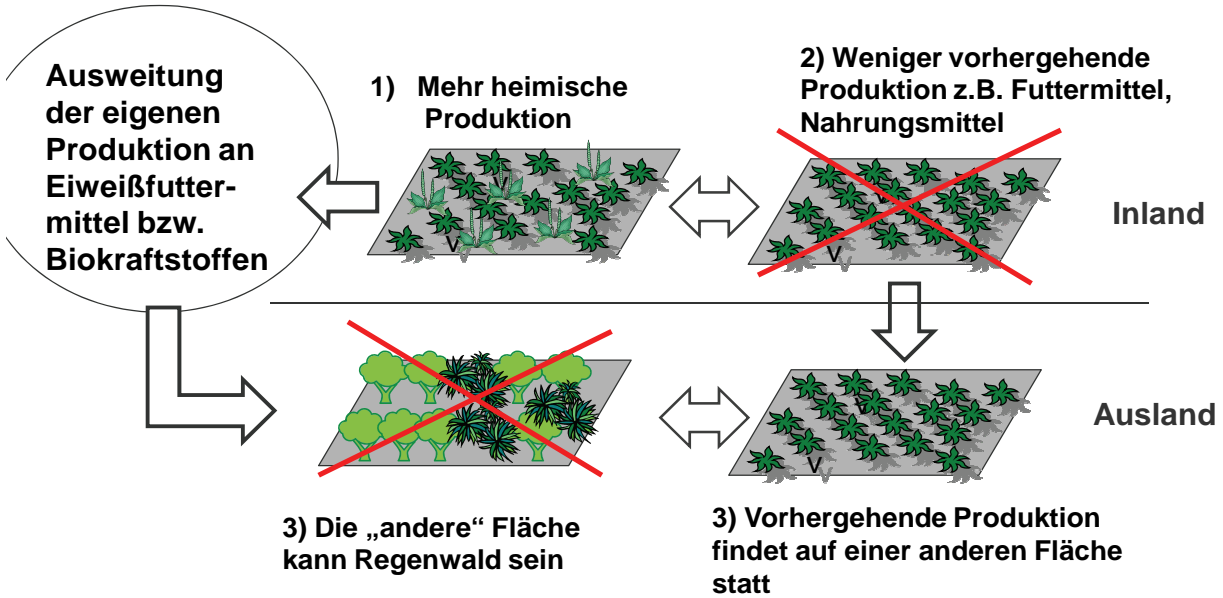 Ausweitung
der eigenen
Produktion an
Eiweißfutter-
mittel bzw.
Biokraftstoffen
1) Mehr heimische
Produktion
2) Weniger vorhergehende
Produktion z.B. Futtermittel,
Nahrungsmittel
V
V
Inland
V
V
Ausland
3) Die „andere“ Fläche
kann Regenwald sein
3) Vorhergehende Produktion
findet auf einer anderen Fläche
statt